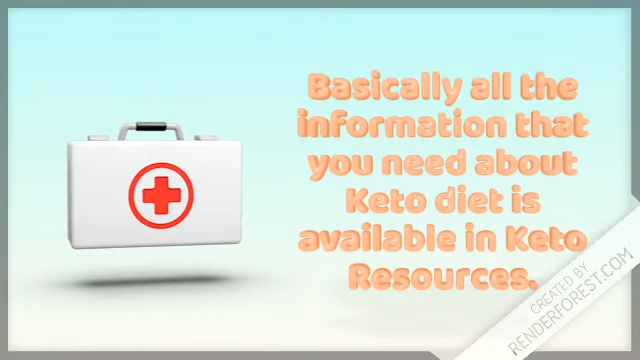 Basically all the
information that
you need about
Keto diet is
available in Keto
Resources.
CREATED BY
RENDERFOREST.COM